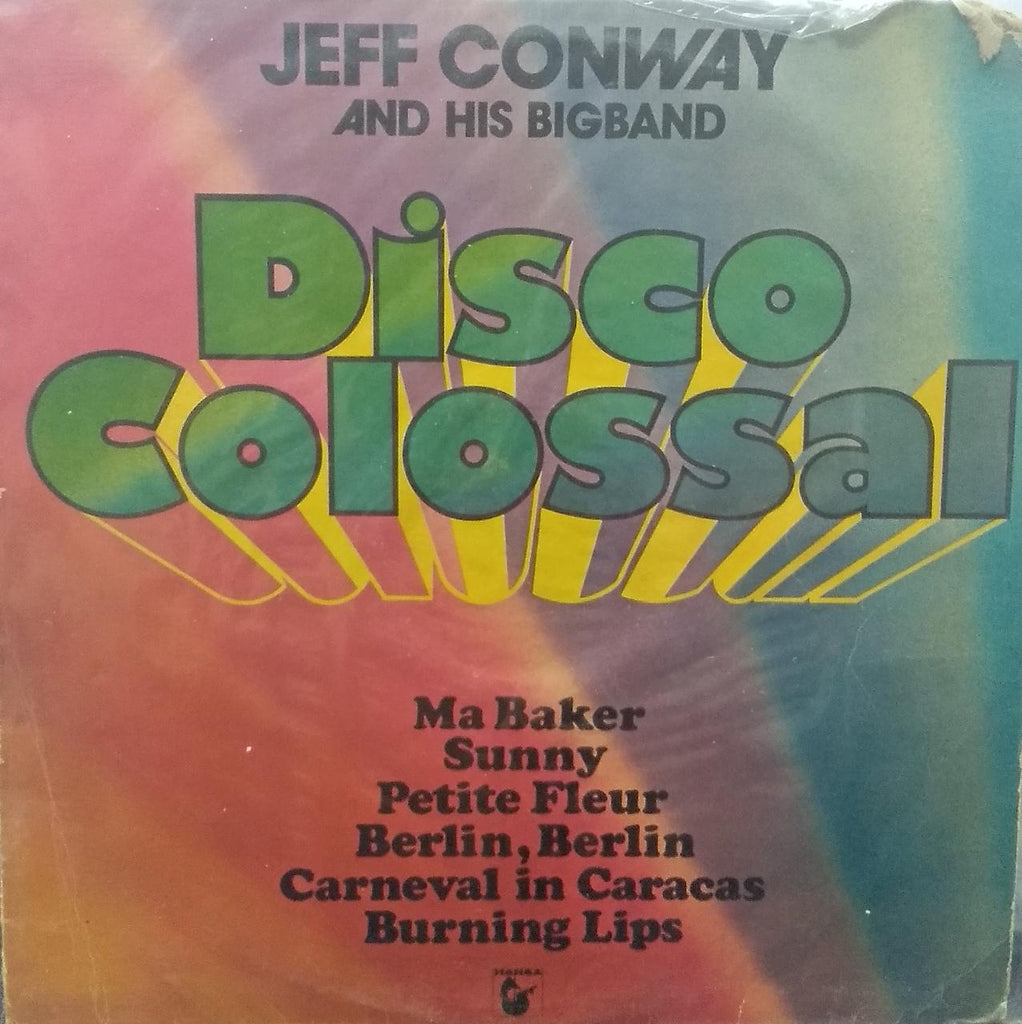 JEFF CONWAY
AND HIS BIGBAND
Disco
Colossal
Ma Baker
Sunny
Petite Fleur
Berlin, Berlin
Carneval in Caracas
Burning Lips
HANSA